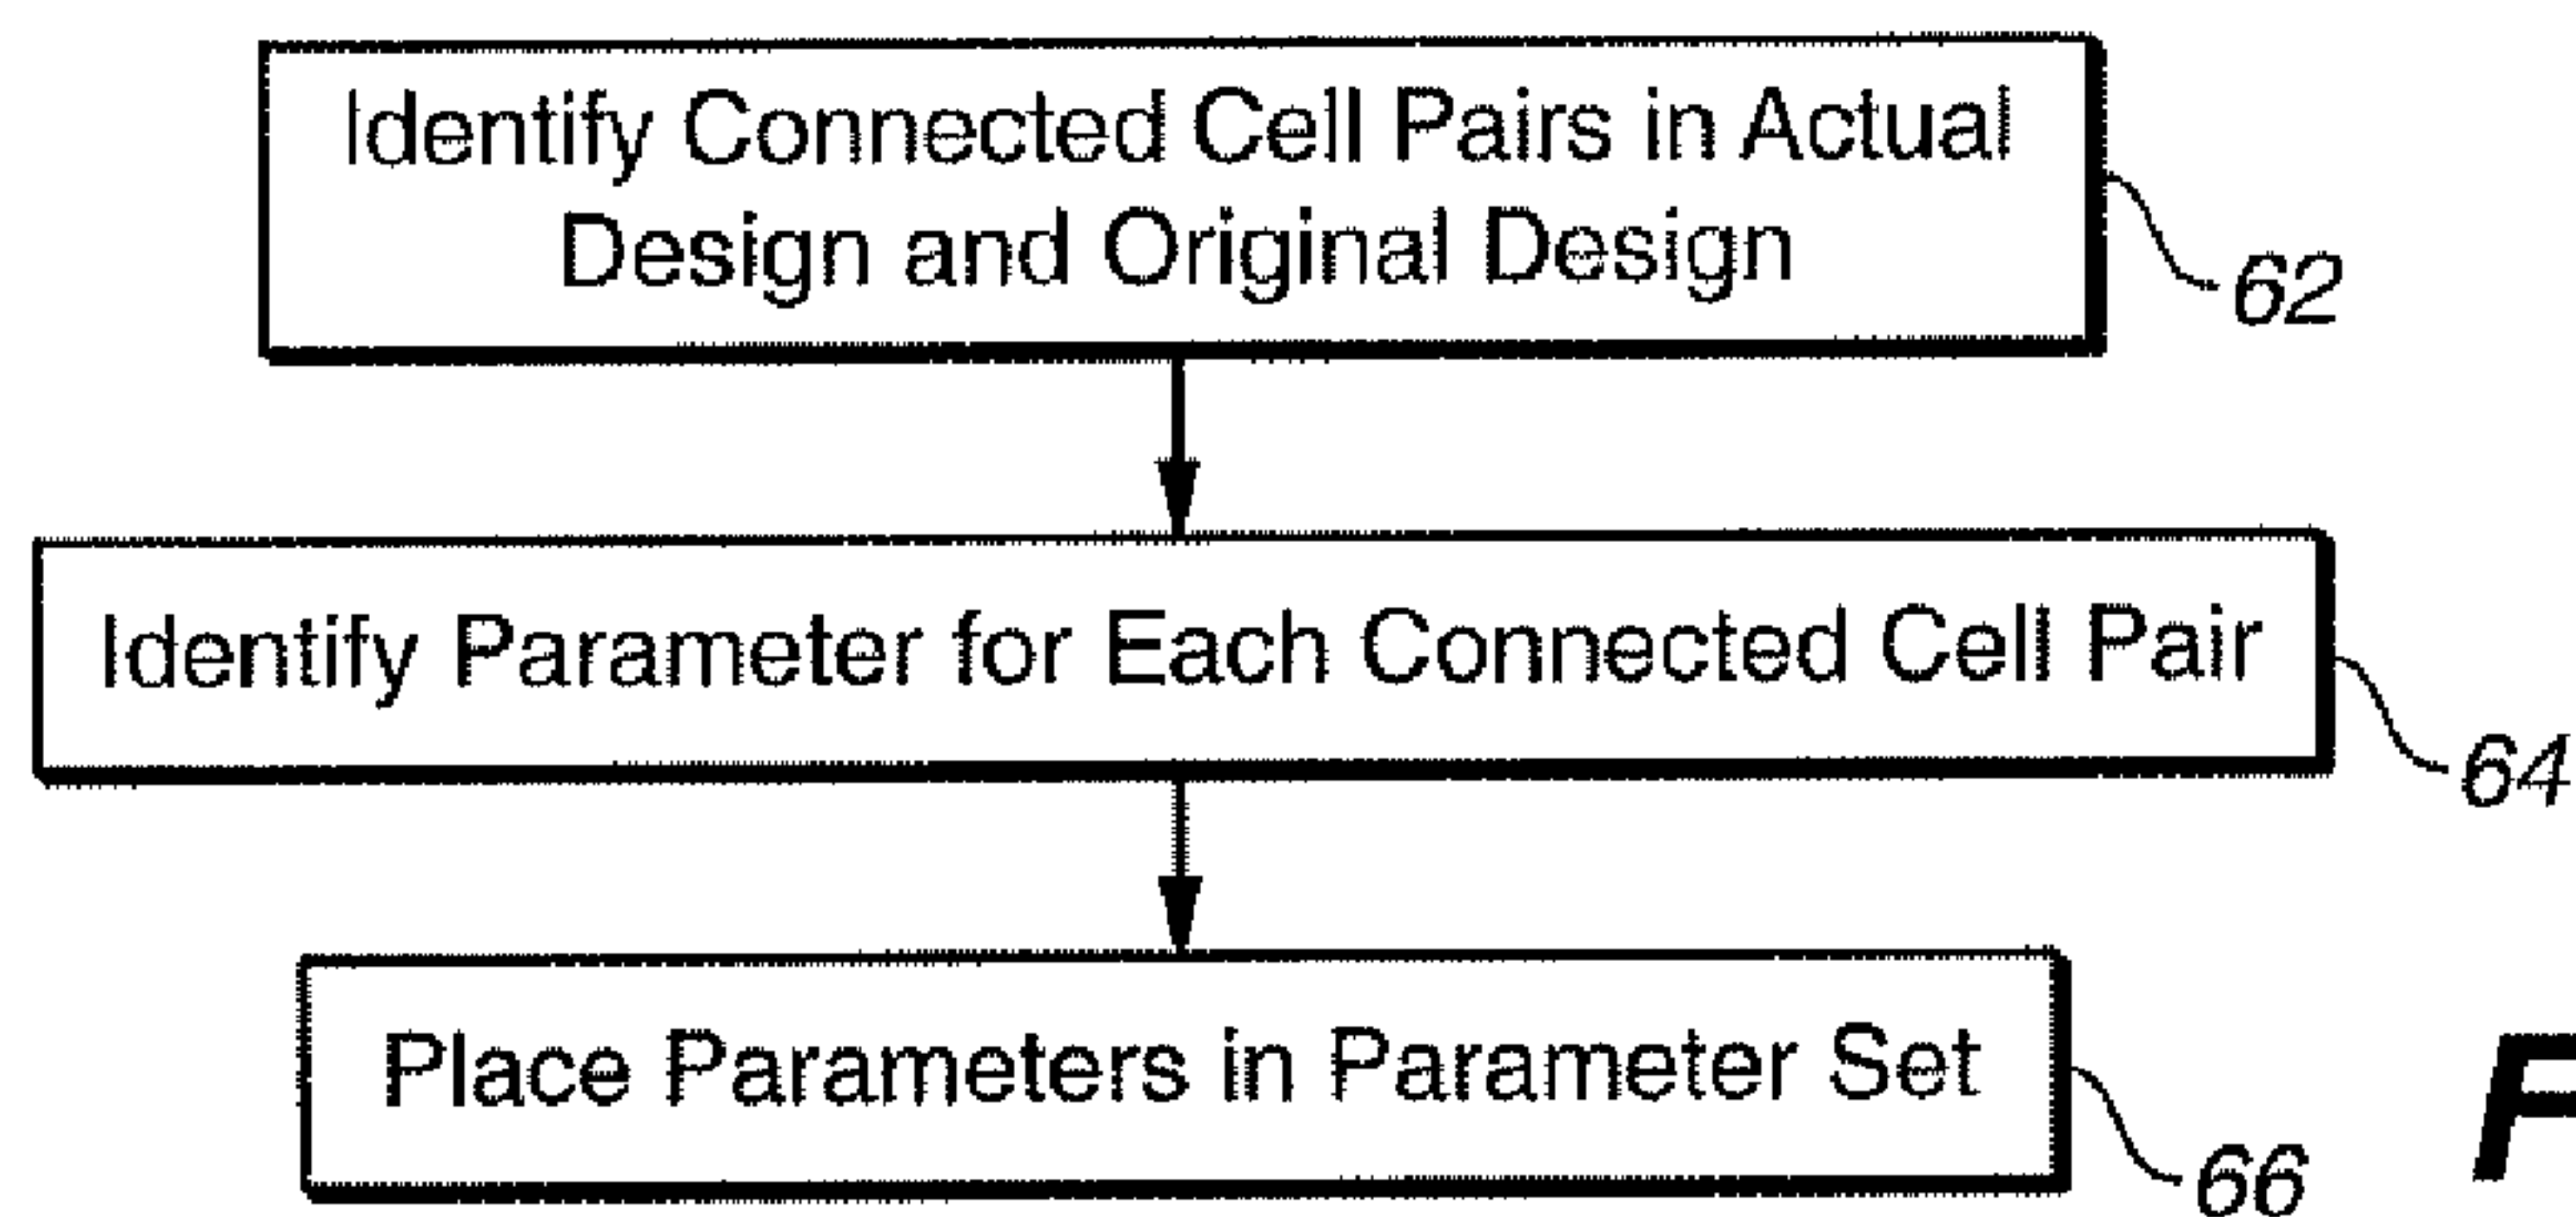 Identify Connected Cell Pairs in Actual
Design and Original Design
62
Identify Parameter for Each Connected Cell Pair
64
Place Parameters in Parameter Set
66